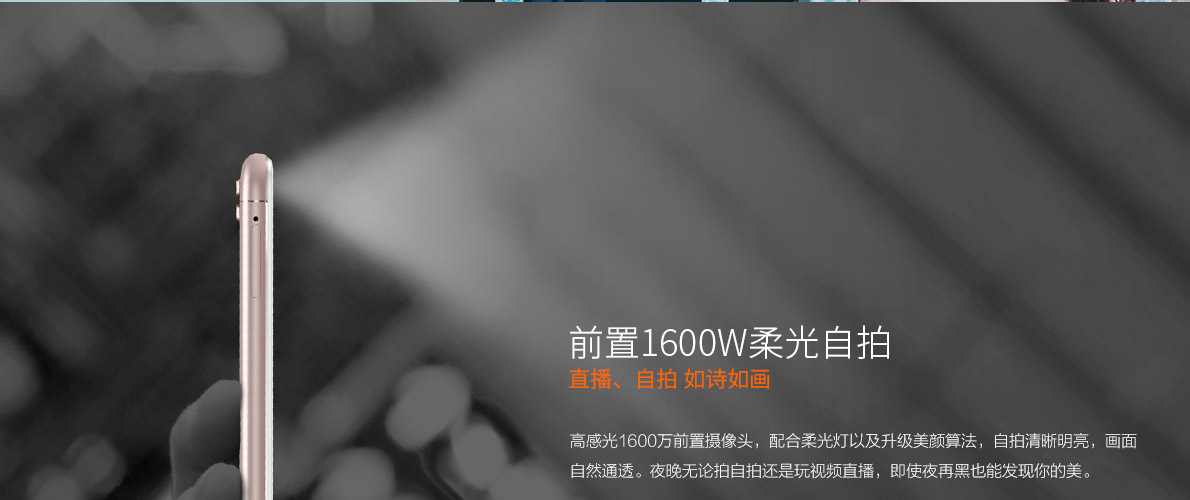 前置1600W柔光自拍
直播、自拍 如诗如画
高感光1600万前置摄像头，配合柔光灯以及升级美颜算法，自拍清晰明亮，画面
自然通透。夜晚无论拍自拍还是玩视频直播，即使夜再黑也能发现你的美。